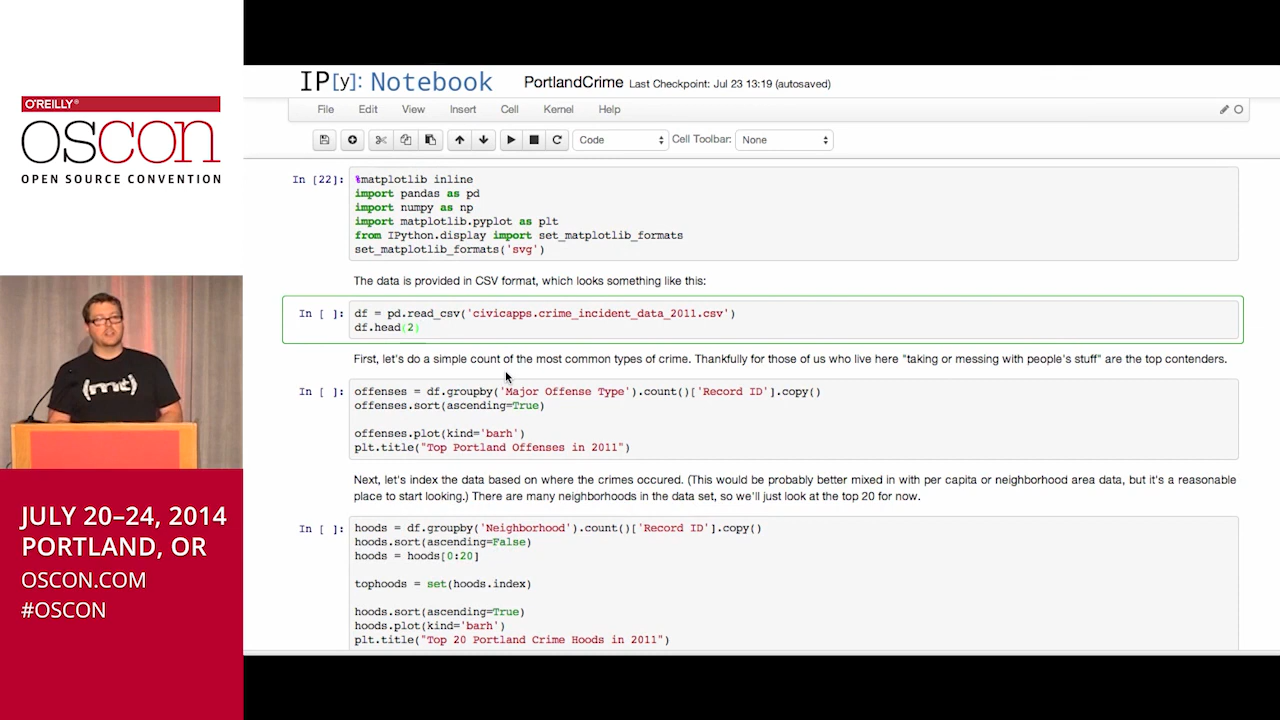 O'REILLY®
OSCON
OPEN SOURCE CONVENTION
(mt)
JULY 20–24, 2014
PORTLAND, OR
OSCON.COM
#OSCON
IP[y]: Notebook
PortlandCrime Last Checkpoint: Jul 23 13:19 (autosaved)
File Edit View Insert Cell Kernel Help
Code Cell Toolbar: None
In [22]: %matplotlib inline
import pandas as pd
import numpy as np
import matplotlib.pyplot as plt
from IPython.display import set_matplotlib_formats
set_matplotlib_formats('svg')
The data is provided in CSV format, which looks something like this:
In [ ]: df = pd.read_csv('civicapps.crime_incident_data_2011.csv')
df.head(2)
First, let's do a simple count of the most common types of crime. Thankfully for those of us who live here "taking or messing with people's stuff" are the top contenders.
In [ ]: offenses = df.groupby('Major Offense Type').count()['Record ID'].copy()
offenses.sort(ascending=True)
offenses.plot(kind='barh')
plt.title("Top Portland Offenses in 2011")
Next, let's index the data based on where the crimes occured. (This would be probably better mixed in with per capita or neighborhood area data, but it's a reasonable
place to start looking.) There are many neighborhoods in the data set, so we'll just look at the top 20 for now.
In [ ]: hoods = df.groupby('Neighborhood').count()['Record ID'].copy()
hoods.sort(ascending=False)
hoods = hoods[0:20]
tophoods = set(hoods.index)
hoods.sort(ascending=True)
hoods.plot(kind='barh')
plt.title("Top 20 Portland Crime Hoods in 2011")